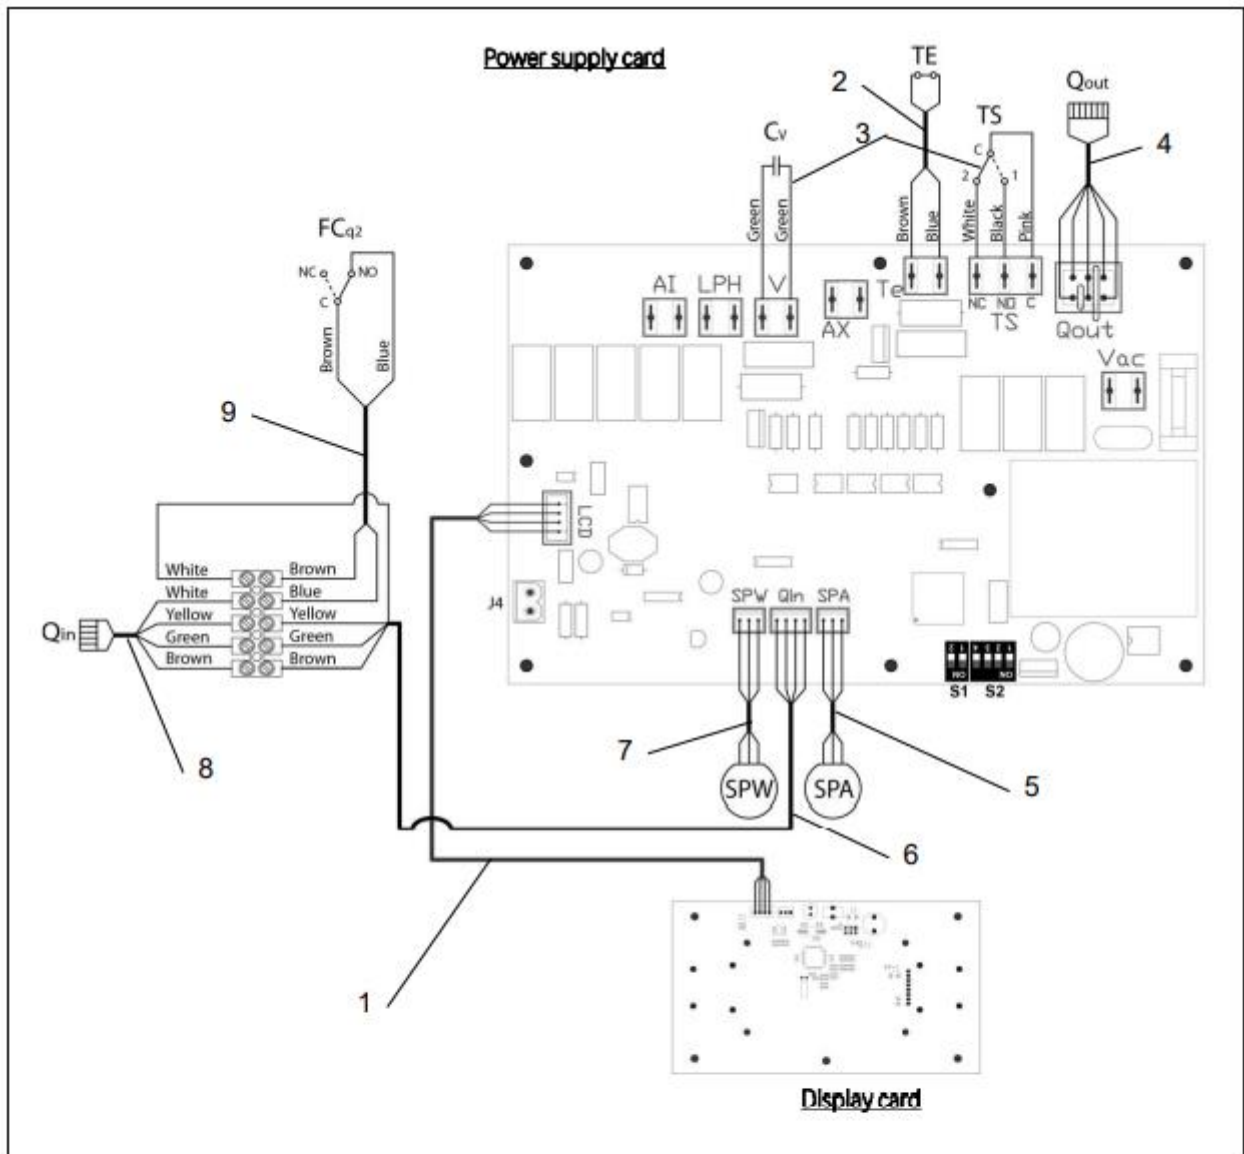 Power supply card
TE
2
Qout
Cv
3
TS
4
C
2
1
Green
Green
Brown
Blue
White
Black
Pink
FCq2
NC
NO
C
Brown
Blue
AI
LPH
V
AX
Te
NC
NO
C
TS
Qout
Vac
9
LCD
J4
White
Brown
White
Blue
Yellow
Yellow
Green
Green
Brown
Brown
Qin
8
SPW
QIn
SPA
ON
ON
S1
S2
7
SPW
SPA
5
6
1
Display card